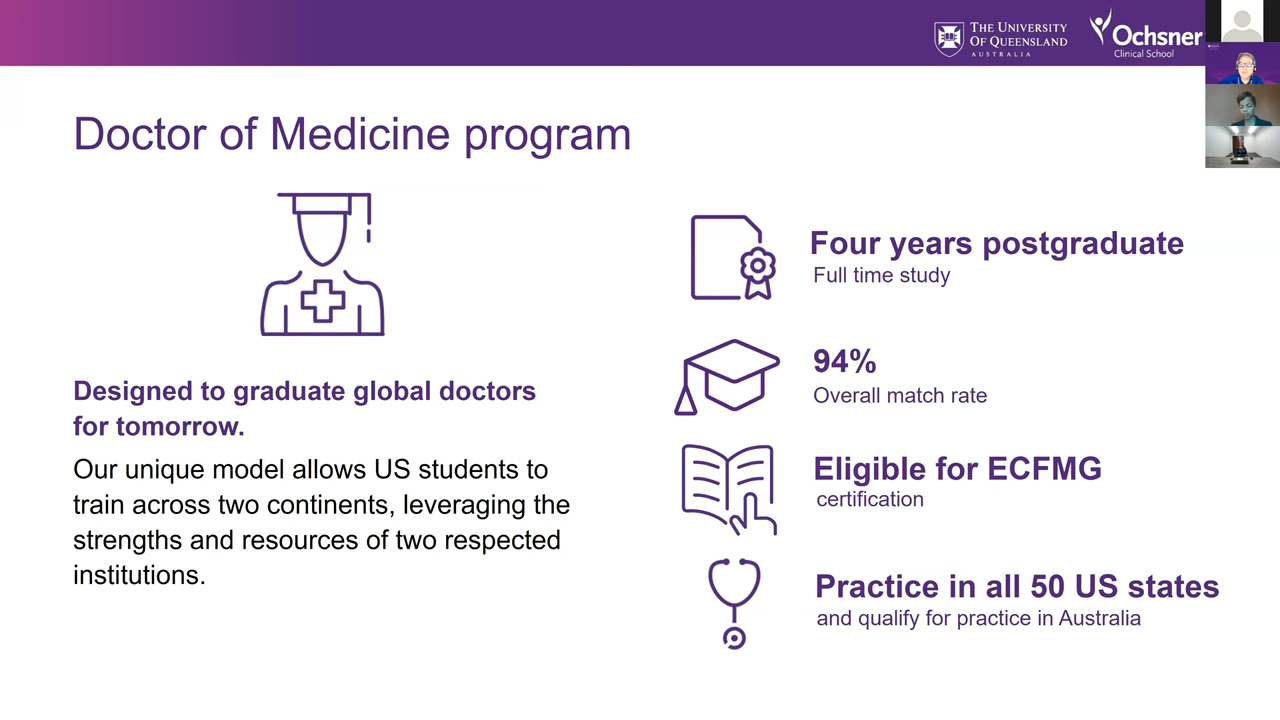 THE UNIVERSITY
OF QUEENSLAND
AUSTRALIA
Ochsner
Clinical School
Doctor of Medicine program
Designed to graduate global doctors
for tomorrow.
Our unique model allows US students to
train across two continents, leveraging the
strengths and resources of two respected
institutions.
Four years postgraduate
Full time study
94%
Overall match rate
Eligible for ECFMG
certification
Practice in all 50 US states
and qualify for practice in Australia